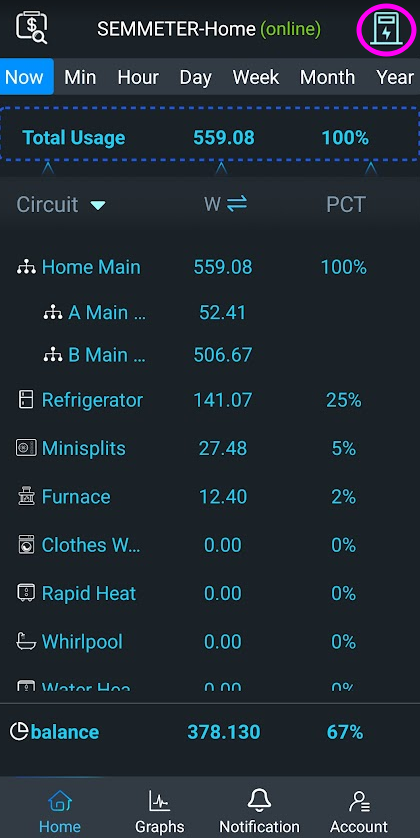 SEMMETER-Home (online)
Now Min Hour Day Week Month Year
Total Usage 559.08 100%
Circuit W PCT
Home Main 559.08 100%
A Main ... 52.41
B Main ... 506.67
Refrigerator 141.07 25%
Minisplits 27.48 5%
Furnace 12.40 2%
Clothes W... 0.00 0%
Rapid Heat 0.00 0%
Whirlpool 0.00 0%
Water Hea 0.00 0%
balance 378.130 67%
Home Graphs Notification Account